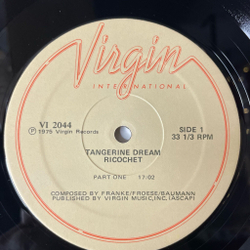 Virgin
INTERNATIONAL
VI 2044
℗ 1975 Virgin Records
SIDE 1
33 1/3 RPM
TANGERINE DREAM
RICOCHET
PART ONE 17:02
COMPOSED BY FRANKE/FROESE/BAUMANN
PUBLISHED BY VIRGIN MUSIC, INC. (ASCAP)